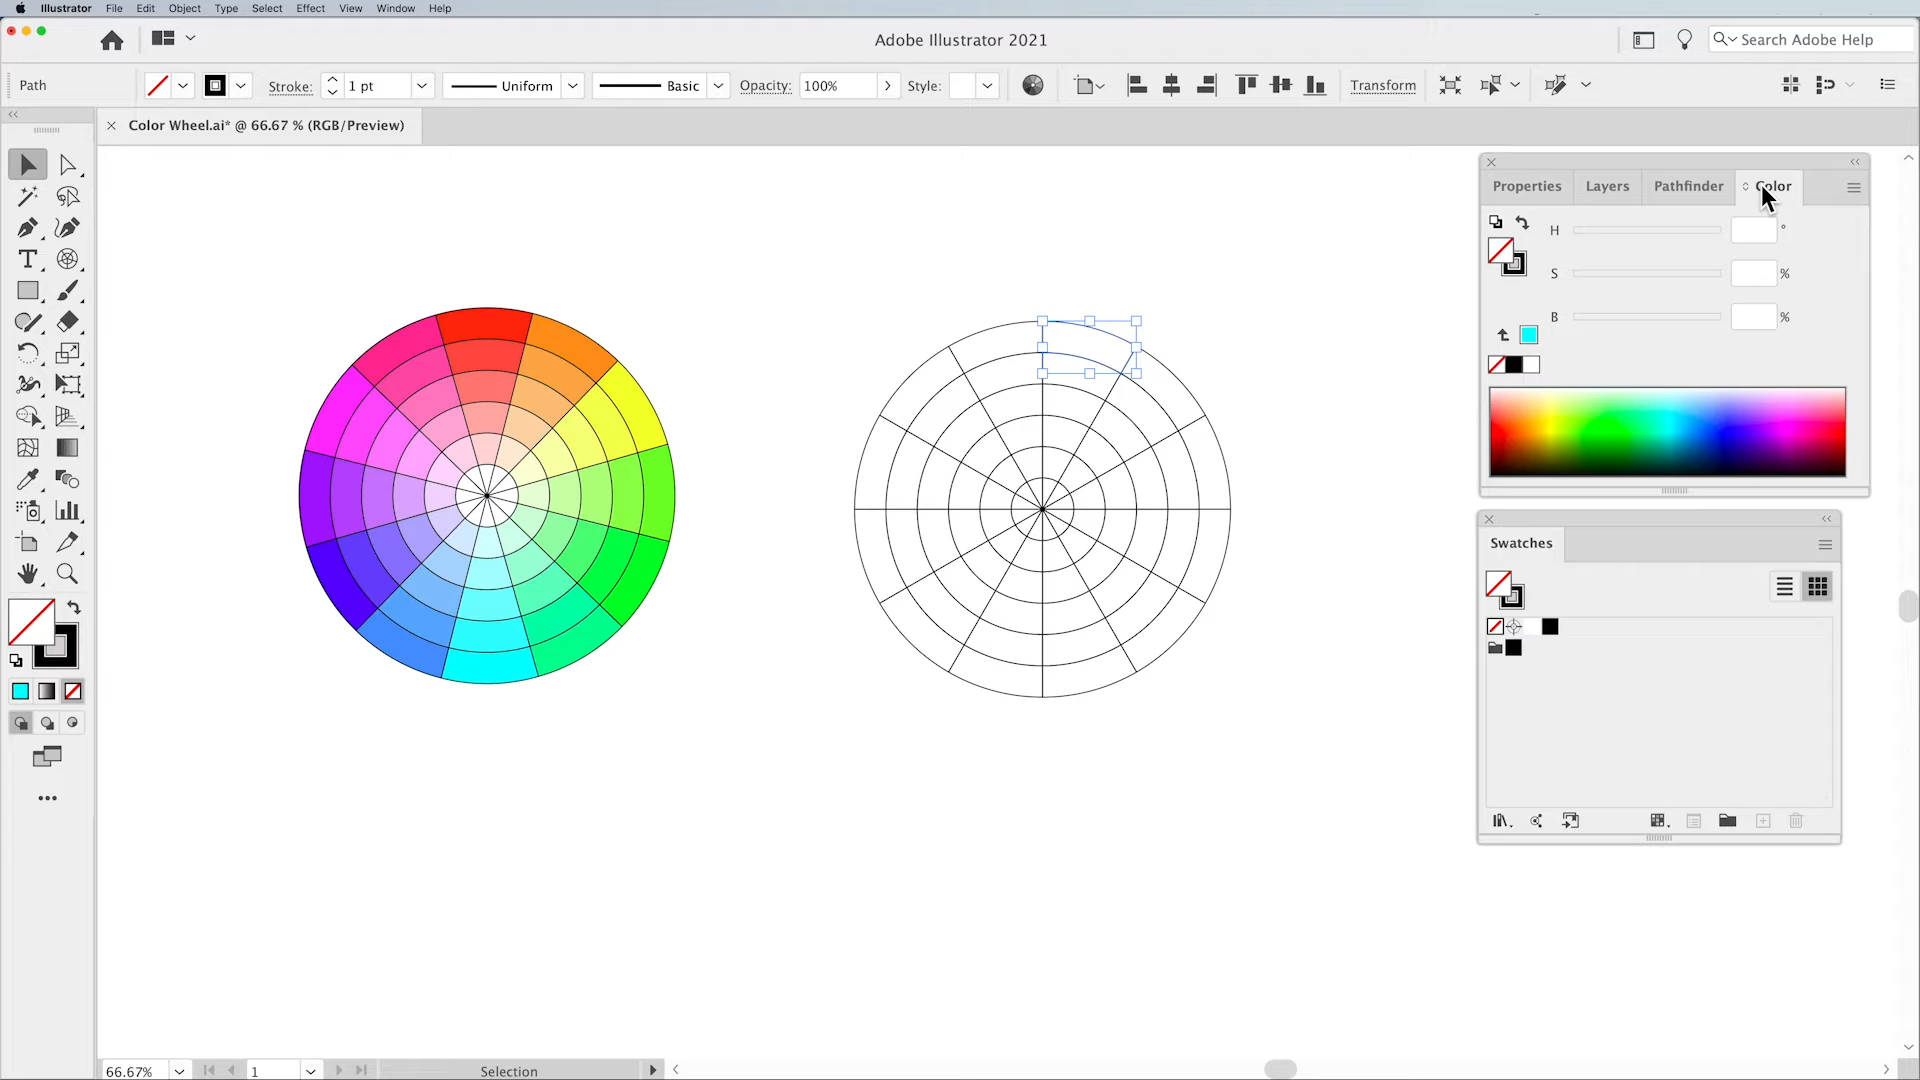 Illustrator File Edit Object Type Select Effect View Window Help
Adobe Illustrator 2021
Search Adobe Help
Path Stroke: 1 pt Uniform Basic Opacity: 100% Style: Transform
Color Wheel.ai* @ 66.67 % (RGB/Preview)
Properties Layers Pathfinder Color
H °
S %
B %
Swatches
66.67% 1 Selection